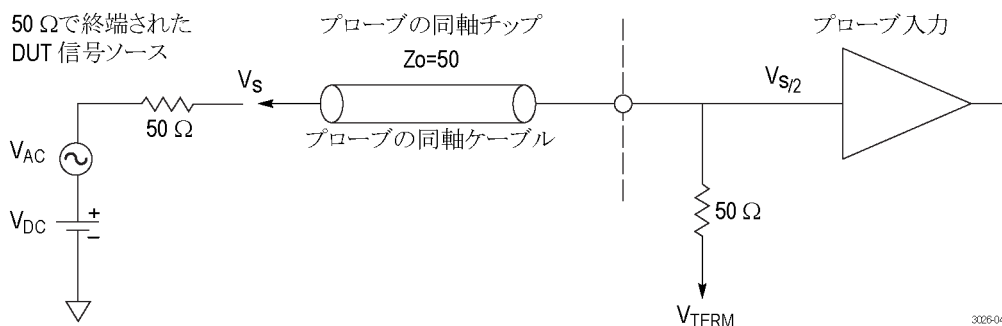 50 Ωで終端された
DUT 信号ソース
プローブの同軸チップ
Zo=50
プローブ入力
VS
VS/2
50 Ω
プローブの同軸ケーブル
VAC
VDC
+
–
50 Ω
VTERM
3026-04